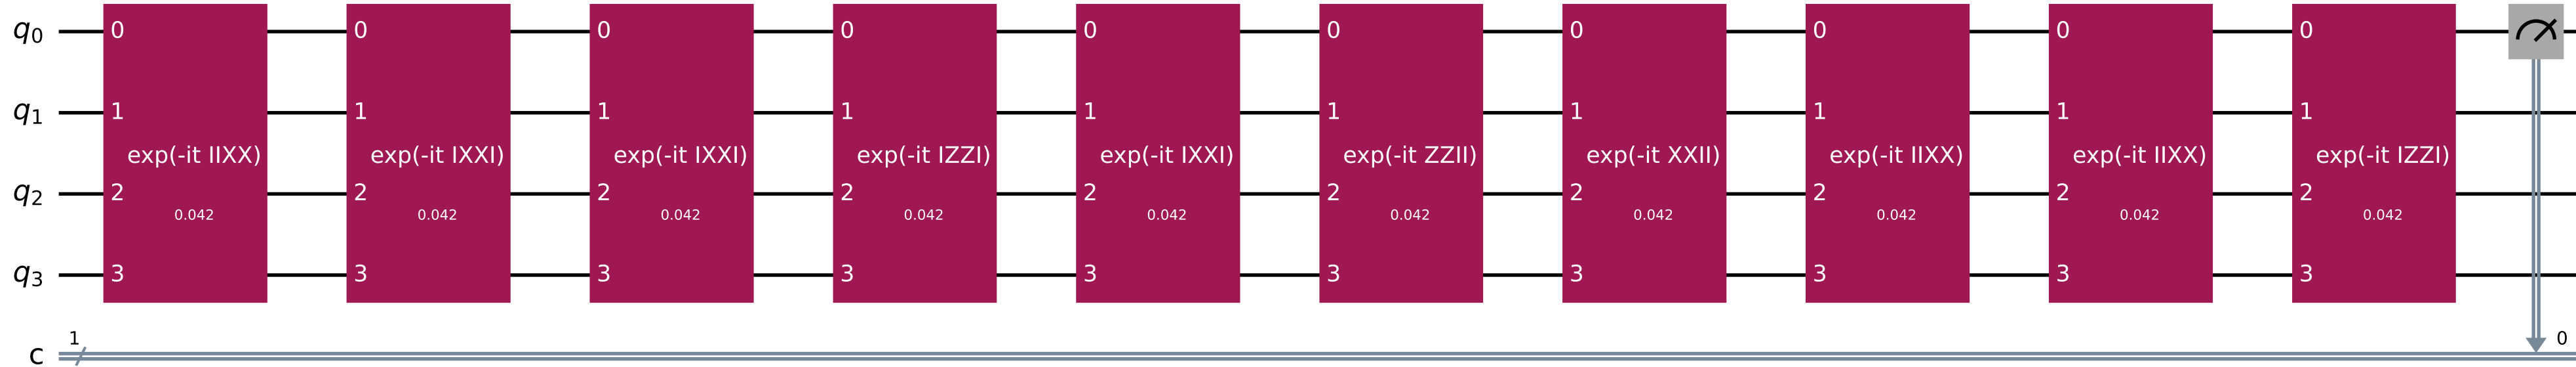 q0 0 0 0 0 0 0 0 0 0 0
q1 1 1 1 1 1 1 1 1 1 1
exp(-it IIXX) exp(-it IXXI) exp(-it IXXI) exp(-it IZZI) exp(-it IXXI) exp(-it ZZII) exp(-it XXII) exp(-it IIXX) exp(-it IIXX) exp(-it IZZI)
q2 2 2 2 2 2 2 2 2 2 2
0.042 0.042 0.042 0.042 0.042 0.042 0.042 0.042 0.042 0.042
q3 3 3 3 3 3 3 3 3 3 3
1 0
c